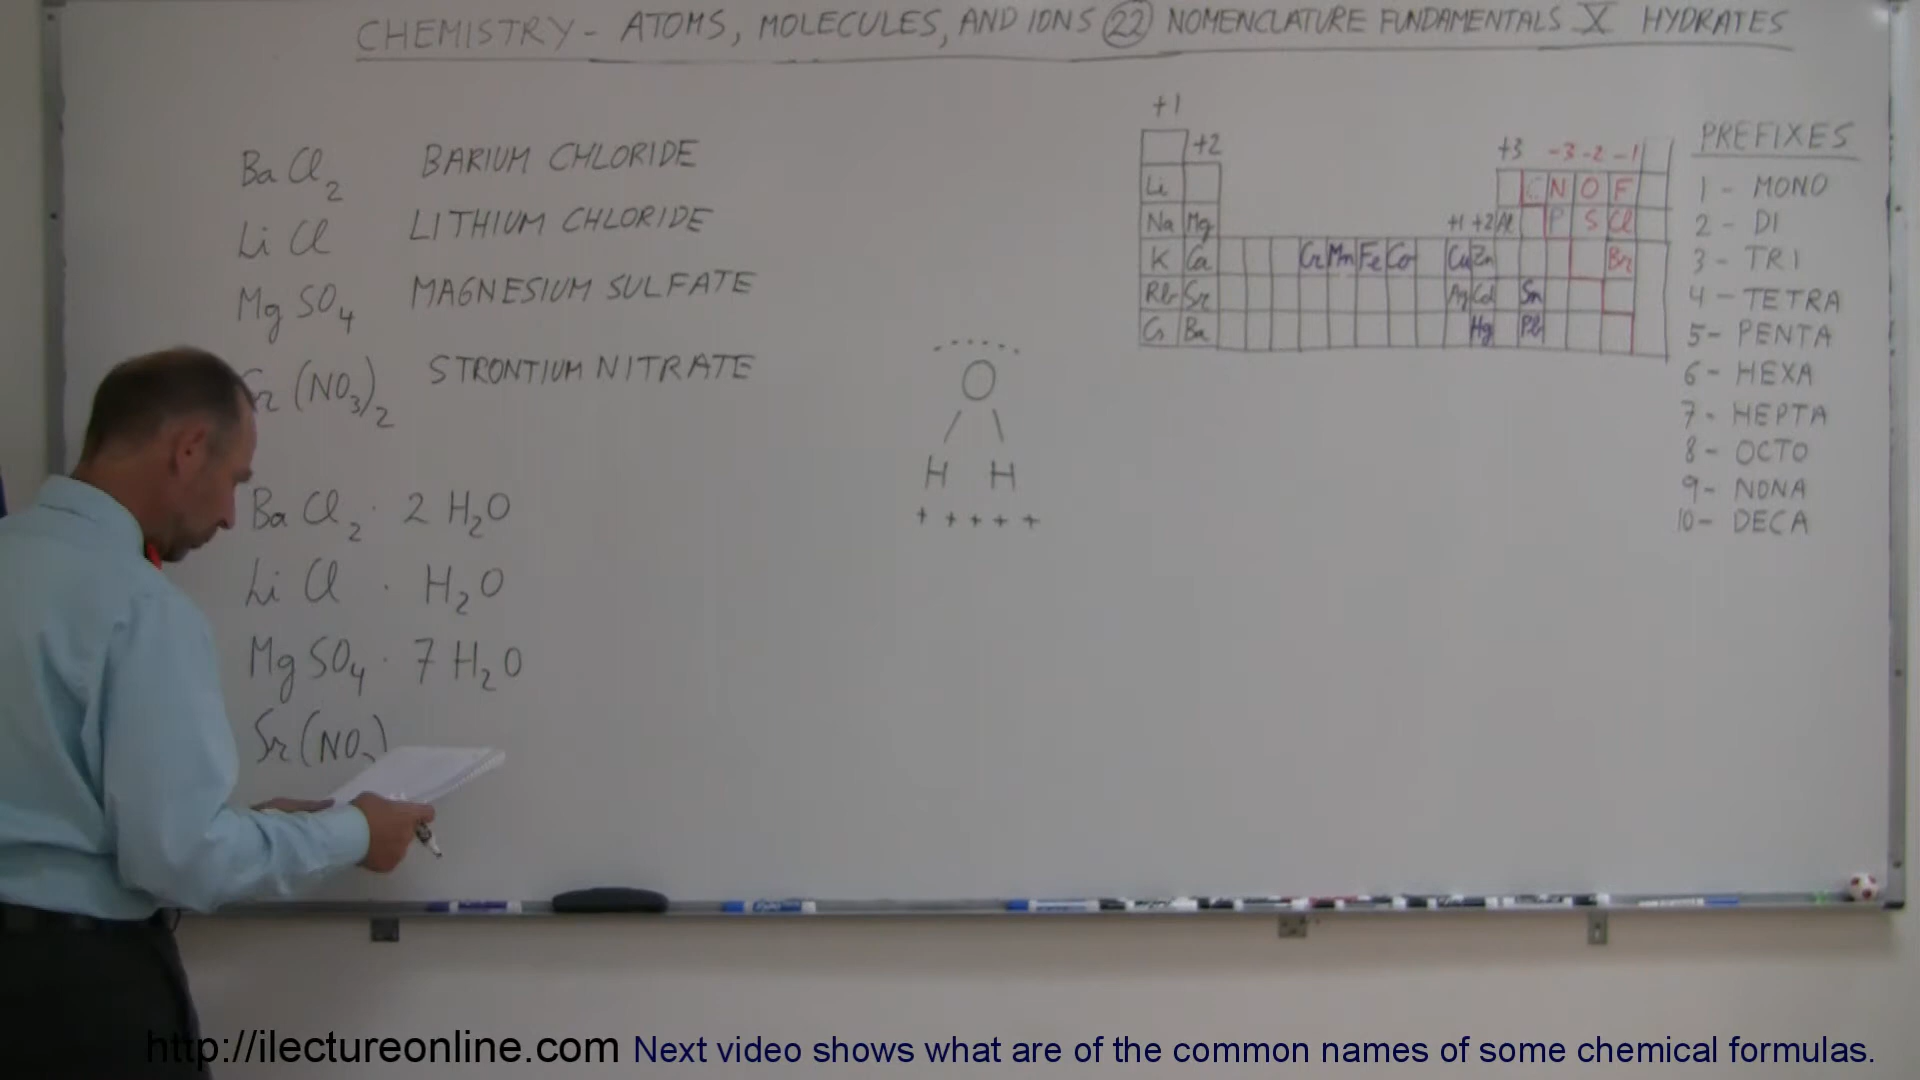 CHEMISTRY - ATOMS, MOLECULES, AND IONS 22 NOMENCLATURE FUNDAMENTALS X HYDRATES
BaCl₂ BARIUM CHLORIDE
LiCl LITHIUM CHLORIDE
MgSO₄ MAGNESIUM SULFATE
Sr(NO₃)₂ STRONTIUM NITRATE
BaCl₂ · 2 H₂O
LiCl · H₂O
MgSO₄ · 7 H₂O
Sr(NO₃)
- - - - - -
O
H H
+ + + + +
+1
+2 +3 -3 -2 -1
Li C N O F
Na Mg +1 +2 Al P S Cl
K Ca Cr Mn Fe Co Cu Zn Br
Rb Sr Ag Cd Sn
Cs Ba Hg Pb
PREFIXES
1 - MONO
2 - DI
3 - TRI
4 - TETRA
5 - PENTA
6 - HEXA
7 - HEPTA
8 - OCTO
9 - NONA
10 - DECA
http://ilectureonline.com Next video shows what are of the common names of some chemical formulas.